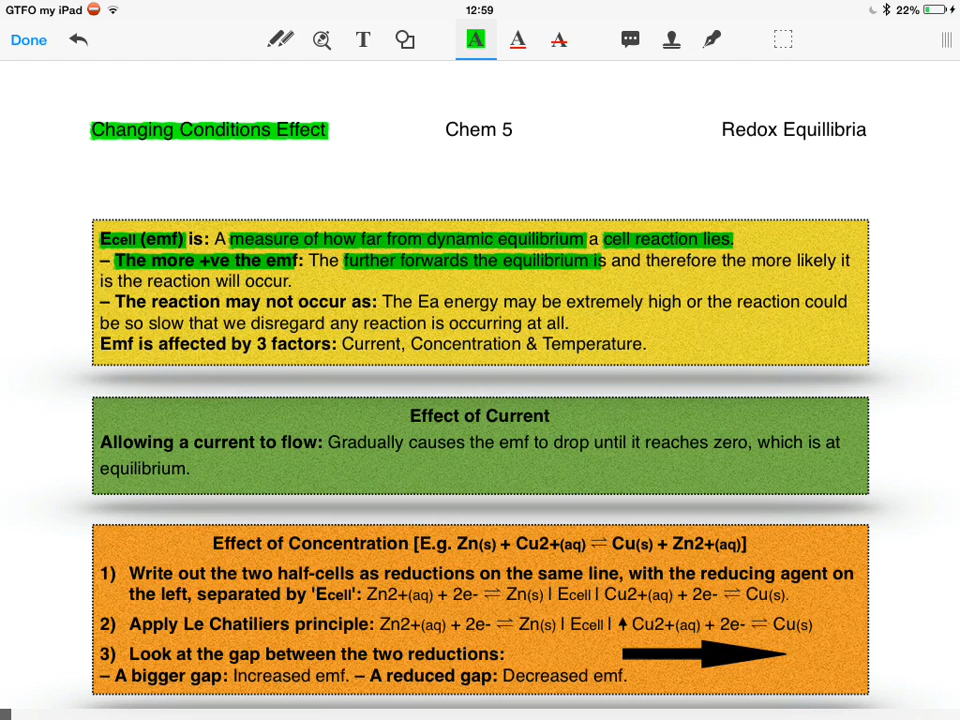 GTFO my iPad 12:59 22%
Done T A A A
Changing Conditions Effect Chem 5 Redox Equillibria
Ecell (emf) is: A measure of how far from dynamic equilibrium a cell reaction lies.
– The more +ve the emf: The further forwards the equilibrium is and therefore the more likely it
is the reaction will occur.
– The reaction may not occur as: The Ea energy may be extremely high or the reaction could
be so slow that we disregard any reaction is occurring at all.
Emf is affected by 3 factors: Current, Concentration & Temperature.
Effect of Current
Allowing a current to flow: Gradually causes the emf to drop until it reaches zero, which is at
equilibrium.
Effect of Concentration [E.g. Zn(s) + Cu2+(aq) ⇌ Cu(s) + Zn2+(aq)]
1) Write out the two half-cells as reductions on the same line, with the reducing agent on
the left, separated by 'Ecell': Zn2+(aq) + 2e- ⇌ Zn(s) | Ecell | Cu2+(aq) + 2e- ⇌ Cu(s).
2) Apply Le Chatiliers principle: Zn2+(aq) + 2e- ⇌ Zn(s) | Ecell | ↑ Cu2+(aq) + 2e- ⇌ Cu(s)
3) Look at the gap between the two reductions:
– A bigger gap: Increased emf. – A reduced gap: Decreased emf.